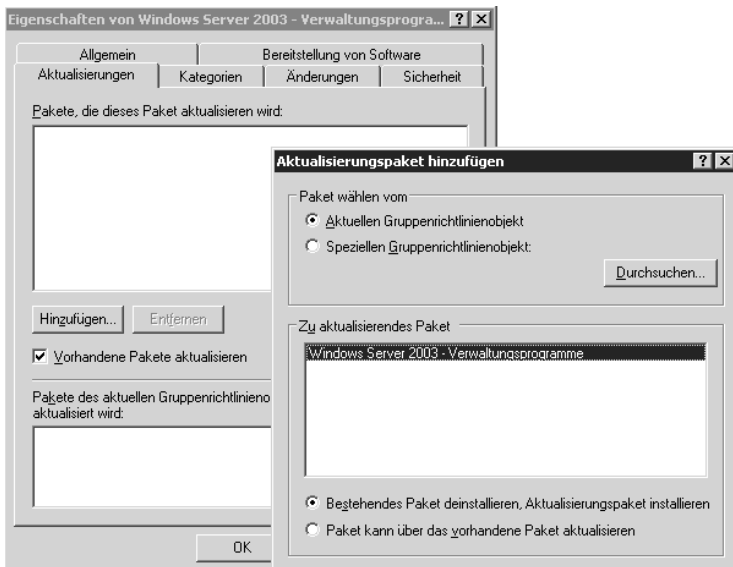 Eigenschaften von Windows Server 2003 - Verwaltungsprogra...
Allgemein
Bereitstellung von Software
Aktualisierungen
Kategorien
Änderungen
Sicherheit
Pakete, die dieses Paket aktualisieren wird:
Hinzufügen...
Entfernen
Vorhandene Pakete aktualisieren
Pakete des aktuellen Gruppenrichtlinieno
aktualisiert wird:
OK
Aktualisierungspaket hinzufügen
Paket wählen vom
Aktuellen Gruppenrichtlinienobjekt
Speziellen Gruppenrichtlinienobjekt:
Durchsuchen...
Zu aktualisierendes Paket
Windows Server 2003 - Verwaltungsprogramme
Bestehendes Paket deinstallieren, Aktualisierungspaket installieren
Paket kann über das vorhandene Paket aktualisieren